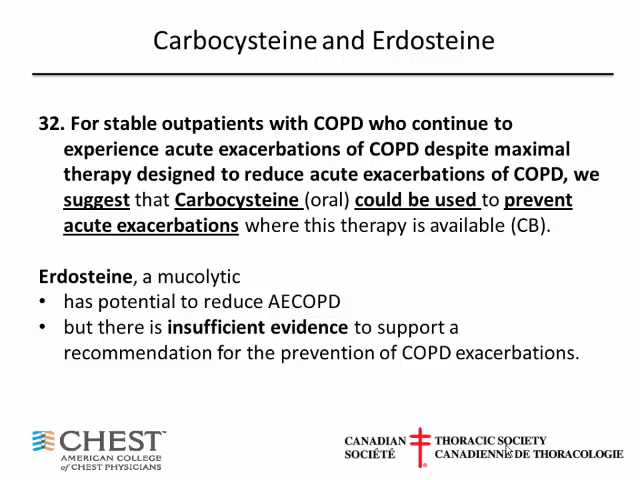 Carbocysteine and Erdosteine
32. For stable outpatients with COPD who continue to
experience acute exacerbations of COPD despite maximal
therapy designed to reduce acute exacerbations of COPD, we
suggest that Carbocysteine (oral) could be used to prevent
acute exacerbations where this therapy is available (CB).
Erdosteine, a mucolytic
• has potential to reduce AECOPD
• but there is insufficient evidence to support a
recommendation for the prevention of COPD exacerbations.
CHEST™
AMERICAN COLLEGE
of CHEST PHYSICIANS
CANADIAN THORACIC SOCIETY
SOCIÉTÉ CANADIENNE DE THORACOLOGIE